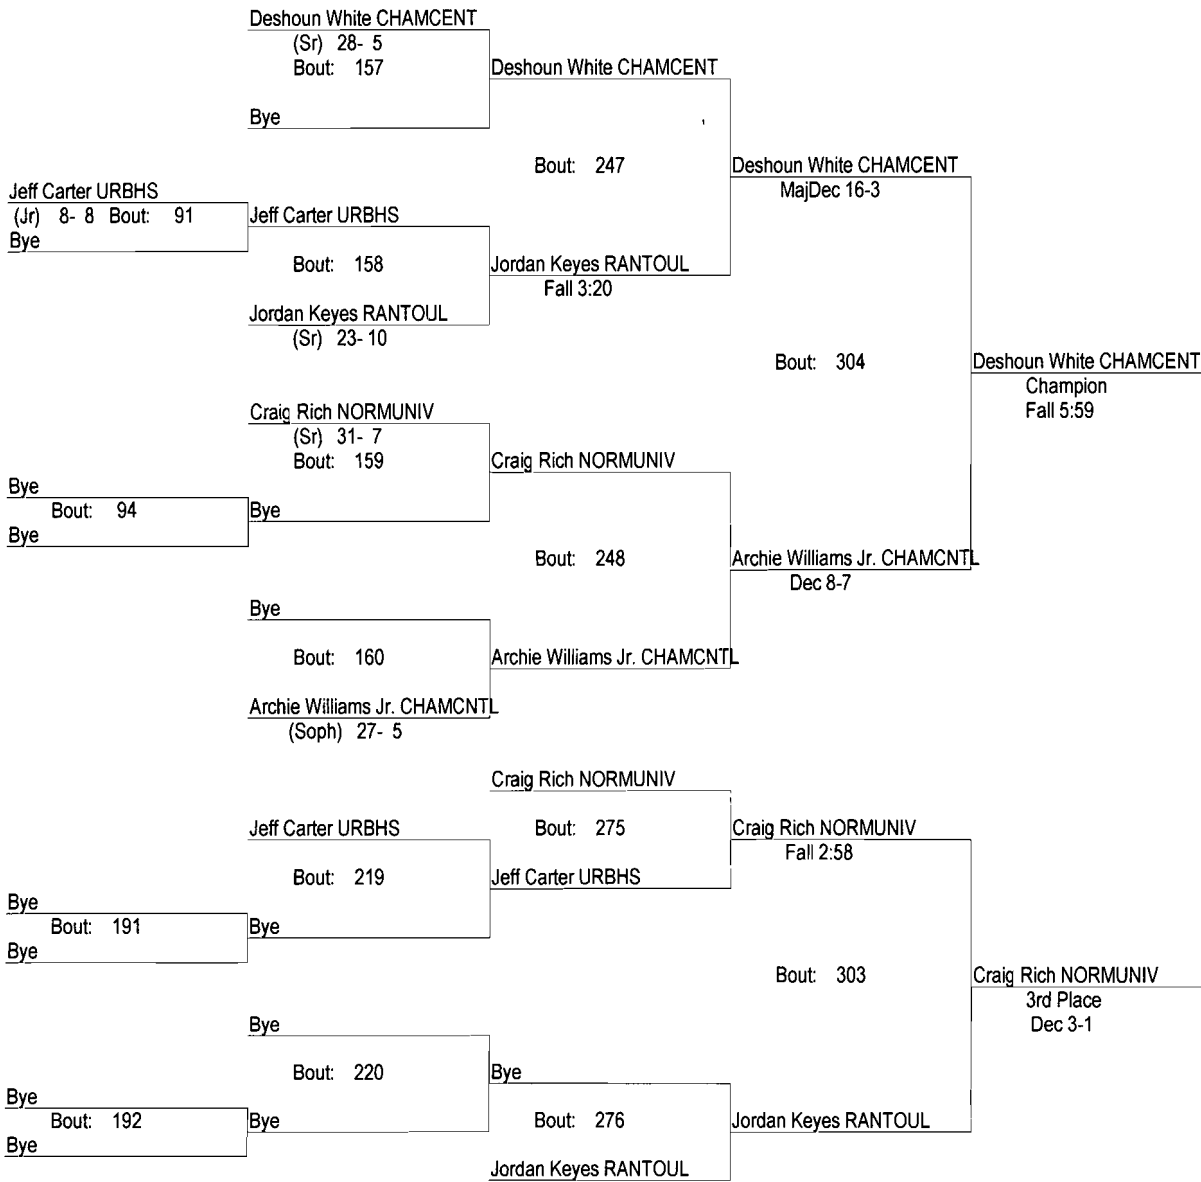 Deshoun White CHAMCENT
(Sr) 28- 5
Bout: 157
Deshoun White CHAMCENT
Bye
Bout: 247
Deshoun White CHAMCENT
MajDec 16-3
Jeff Carter URBHS
(Jr) 8- 8 Bout: 91
Bye
Jeff Carter URBHS
Bout: 158
Jordan Keyes RANTOUL
Fall 3:20
Jordan Keyes RANTOUL
(Sr) 23- 10
Bout: 304
Deshoun White CHAMCENT
Champion
Fall 5:59
Craig Rich NORMUNIV
(Sr) 31- 7
Bout: 159
Craig Rich NORMUNIV
Bye
Bout: 94
Bye
Bye
Bout: 248
Archie Williams Jr. CHAMCNTL
Dec 8-7
Bye
Bout: 160
Archie Williams Jr. CHAMCNTL
Archie Williams Jr. CHAMCNTL
(Soph) 27- 5
Craig Rich NORMUNIV
Bout: 275
Craig Rich NORMUNIV
Fall 2:58
Jeff Carter URBHS
Bout: 219
Jeff Carter URBHS
Bye
Bout: 191
Bye
Bye
Bout: 303
Craig Rich NORMUNIV
3rd Place
Dec 3-1
Bye
Bout: 220
Bye
Bye
Bout: 192
Bye
Bye
Bout: 276
Jordan Keyes RANTOUL
Jordan Keyes RANTOUL